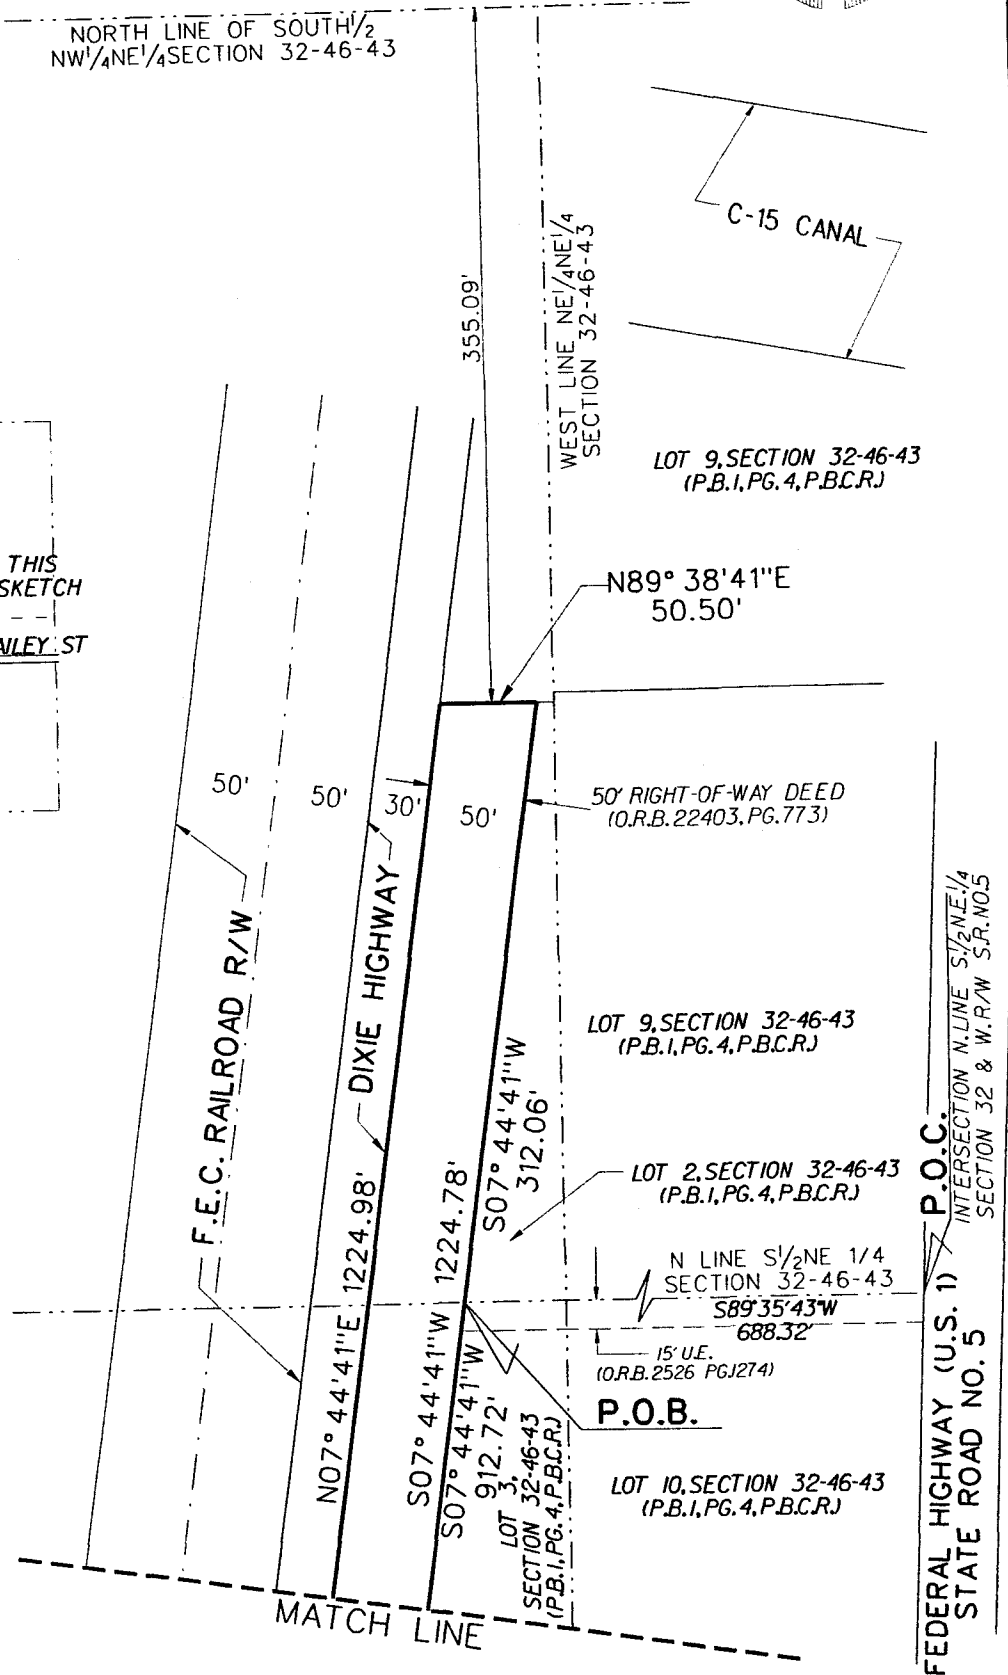 NORTH LINE OF SOUTH1/2
NW1/4NE1/4SECTION 32-46-43
C-15 CANAL
355.09'
WEST LINE NE1/4NE1/4
SECTION 32-46-43
LOT 9,SECTION 32-46-43
(P.B.1,PG.4,P.B.C.R.)
THIS
SKETCH
N89° 38'41"E
50.50'
ST
50'
50'
30'
50'
50' RIGHT-OF-WAY DEED
(O.R.B.22403,PG.773)
F.E.C. RAILROAD R/W
DIXIE HIGHWAY
LOT 9,SECTION 32-46-43
(P.B.1,PG.4,P.B.C.R.)
S07° 44'41"W
312.06'
LOT 2,SECTION 32-46-43
(P.B.1,PG.4,P.B.C.R.)
P.O.C.
INTERSECTION N.LINE S.1/2N.E.1/4
SECTION 32 & W.R/W S.R.NO.5
N LINE S1/2NE 1/4
SECTION 32-46-43
S89°35'43"W
688.32'
15' U.E.
(O.R.B.2526 PG.1274)
P.O.B.
N07° 44'41"E 1224.98'
S07° 44'41"W 1224.78'
S07° 44'41"W
912.72'
LOT 3,
SECTION 32-46-43
(P.B.1,PG.4,P.B.C.R.)
LOT 10,SECTION 32-46-43
(P.B.1,PG.4,P.B.C.R.)
FEDERAL HIGHWAY (U.S. 1)
STATE ROAD NO. 5
MATCH LINE